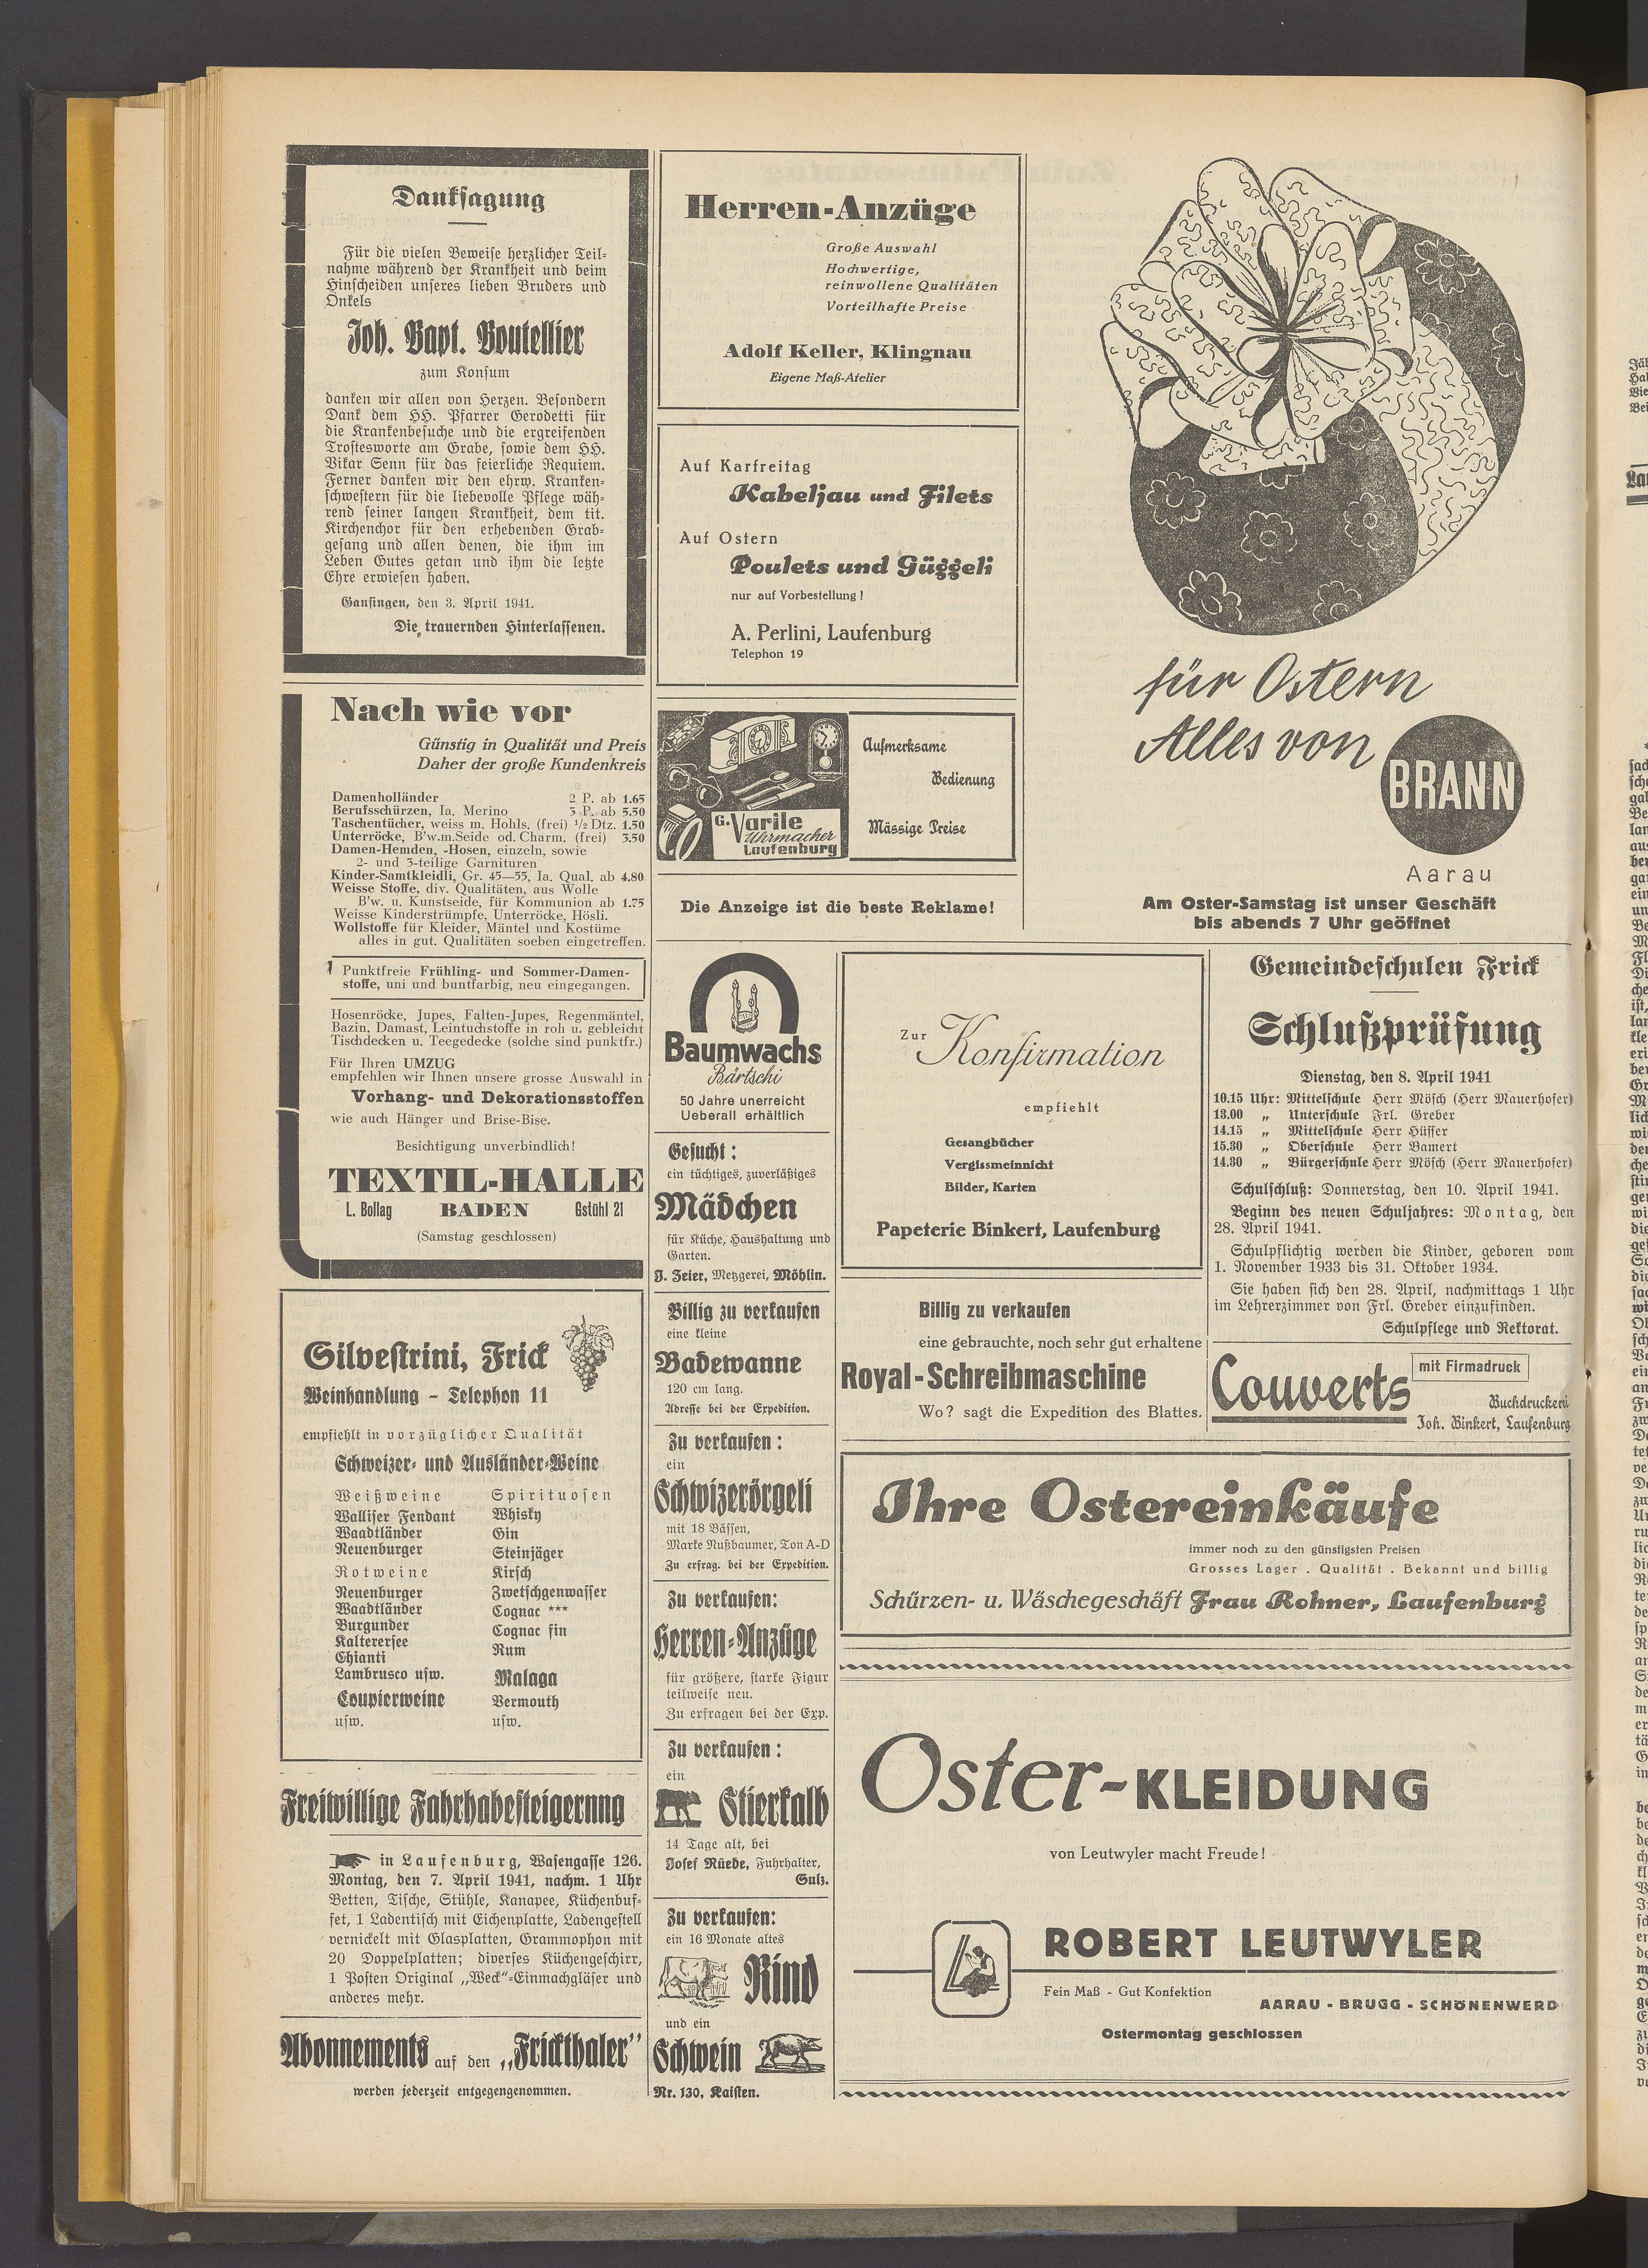 Danksagung
Für die vielen Beweise herzlicher Teil-
nahme während der Krankheit und beim
Hinscheiden unseres lieben Bruders und
Onkels
Joh. Bapt. Boutellier
zum Konsum
danken wir allen von Herzen. Besondern
Dank dem HH. Pfarrer Gerodetti für
die Krankenbesuche und die ergreifenden
Trostesworte am Grabe, sowie dem HH.
Vikar Senn für das feierliche Requiem.
Ferner danken wir den ehrw. Kranken-
schwestern für die liebevolle Pflege wäh-
rend seiner langen Krankheit, dem tit.
Kirchenchor für den erhebenden Grab-
gesang und allen denen, die ihm im
Leben Gutes getan und ihm die letzte
Ehre erwiesen haben.
Gansingen, den 3. April 1941.
Die trauernden Hinterlassenen.
Nach wie vor
Günstig in Qualität und Preis
Daher der große Kundenkreis
Damenholländer 2 P. ab 1.65
Berufsschürzen, Ia. Merino 3 P. ab 5.50
Taschentücher, weiss m. Hohls. (frei) 1/2 Dtz. 1.50
Unterröcke, B'w.m.Seide od. Charm. (frei) 3.50
Damen-Hemden, -Hosen, einzeln, sowie
2- und 3-teilige Garnituren
Kinder-Samtkleidli, Gr. 45—55, Ia. Qual. ab 4.80
Weisse Stoffe, div. Qualitäten, aus Wolle
B'w. u. Kunstseide, für Kommunion ab 1.75
Weisse Kinderstrümpfe, Unterröcke, Hösli.
Wollstoffe für Kleider, Mäntel und Kostüme
alles in gut. Qualitäten soeben eingetreffen.
Punktfreie Frühling- und Sommer-Damen-
stoffe, uni und buntfarbig, neu eingegangen.
Hosenröcke, Jupes, Falten-Jupes, Regenmäntel,
Bazin, Damast, Leintuchstoffe in roh u. gebleicht
Tischdecken u. Teegedecke (solche sind punktfr.)
Für Ihren UMZUG
empfehlen wir Ihnen unsere grosse Auswahl in
Vorhang- und Dekorationsstoffen
wie auch Hänger und Brise-Bise.
Besichtigung unverbindlich!
TEXTIL-HALLE
L. Bollag BADEN Gstühl 21
(Samstag geschlossen)
Silvestrini, Frick
Weinhandlung – Telephon 11
empfiehlt in vorzüglicher Qualität
Schweizer- und Ausländer-Weine
Weißweine
Walliser Fendant
Waadtländer
Neuenburger
Rotweine
Neuenburger
Waadtländer
Burgunder
Kalterersee
Chianti
Lambrusco usw.
Coupierweine
usw.
Spirituosen
Whisky
Gin
Steinjäger
Kirsch
Zwetschgenwasser
Cognac ***
Cognac fin
Rum
Malaga
Vermouth
usw.
Freiwillige Fahrhabesteigerung
in Laufenburg, Wasengasse 126.
Montag, den 7. April 1941, nachm. 1 Uhr
Betten, Tische, Stühle, Kanapee, Küchenbuf-
fet, 1 Ladentisch mit Eichenplatte, Ladengestell
vernickelt mit Glasplatten, Grammophon mit
20 Doppelplatten; diverses Küchengeschirr,
1 Posten Original „Weck"-Einmachgläser und
anderes mehr.
Abonnements auf den „Frickthaler"
werden jederzeit entgegengenommen.
Herren-Anzüge
Große Auswahl
Hochwertige,
reinwollene Qualitäten
Vorteilhafte Preise
Adolf Keller, Klingnau
Eigene Maß-Atelier
Auf Karfreitag
Kabeljau und Filets
Auf Ostern
Poulets und Güggeli
nur auf Vorbestellung!
A. Perlini, Laufenburg
Telephon 19
G. Varile
Uhrmacher
Laufenburg
Aufmerksame
Bedienung
Mässige Preise
Die Anzeige ist die beste Reklame!
für Ostern
Alles von
BRANN
Aarau
Am Oster-Samstag ist unser Geschäft
bis abends 7 Uhr geöffnet
Baumwachs
Bärtschi
50 Jahre unerreicht
Ueberall erhältlich
Gesucht:
ein tüchtiges, zuverläßiges
Mädchen
für Küche, Haushaltung und
Garten.
J. Zeier, Metzgerei, Möhlin.
Billig zu verkaufen
eine kleine
Badewanne
120 cm lang.
Adresse bei der Expedition.
Zu verkaufen:
ein
Schwizerörgeli
mit 18 Bässen,
Marke Nußbaumer, Ton A-D
Zu erfrag. bei der Expedition.
Zu verkaufen:
Herren-Anzüge
für größere, starke Figur
teilweise neu.
Zu erfragen bei der Exp.
Zu verkaufen:
ein
Stierkalb
14 Tage alt, bei
Josef Rüede, Fuhrhalter,
Sulz.
Zu verkaufen:
ein 16 Monate altes
Rind
und ein
Schwein
Nr. 130, Kaisten.
Zur Konfirmation
empfiehlt
Gesangbücher
Vergissmeinnicht
Bilder, Karten
Papeterie Binkert, Laufenburg
Billig zu verkaufen
eine gebrauchte, noch sehr gut erhaltene
Royal-Schreibmaschine
Wo? sagt die Expedition des Blattes.
Gemeindeschulen Frick
Schlußprüfung
Dienstag, den 8. April 1941
10.15 Uhr: Mittelschule Herr Mösch (Herr Mauerhofer)
13.00 „ Unterschule Frl. Greber
14.15 „ Mittelschule Herr Hüsser
15.30 „ Oberschule Herr Bamert
14.30 „ Bürgerschule Herr Mösch (Herr Mauerhofer)
Schulschluß: Donnerstag, den 10. April 1941.
Beginn des neuen Schuljahres: Montag, den
28. April 1941.
Schulpflichtig werden die Kinder, geboren vom
1. November 1933 bis 31. Oktober 1934.
Sie haben sich den 28. April, nachmittags 1 Uhr
im Lehrerzimmer von Frl. Greber einzufinden.
Schulpflege und Rektorat.
Couverts
mit Firmadruck
Buchdruckerei
Joh. Binkert, Laufenburg
Ihre Ostereinkäufe
immer noch zu den günstigsten Preisen
Grosses Lager . Qualität . Bekannt und billig
Schürzen- u. Wäschegeschäft Frau Rohner, Laufenburg
Oster-KLEIDUNG
von Leutwyler macht Freude!
ROBERT LEUTWYLER
Fein Maß - Gut Konfektion
AARAU - BRUGG - SCHÖNENWERD
Ostermontag geschlossen